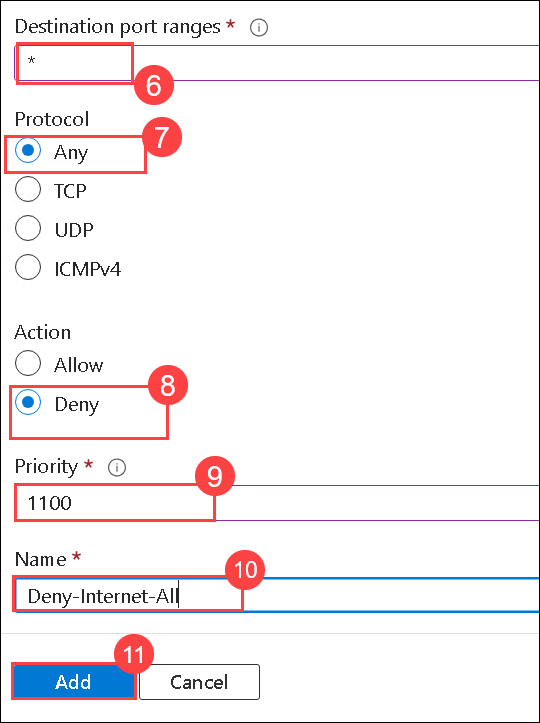 Destination port ranges * ⓘ
*
6
Protocol
7
Any
TCP
UDP
ICMPv4
Action
Allow
8
Deny
Priority * ⓘ
9
1100
Name *
10
Deny-Internet-All
11
Add Cancel